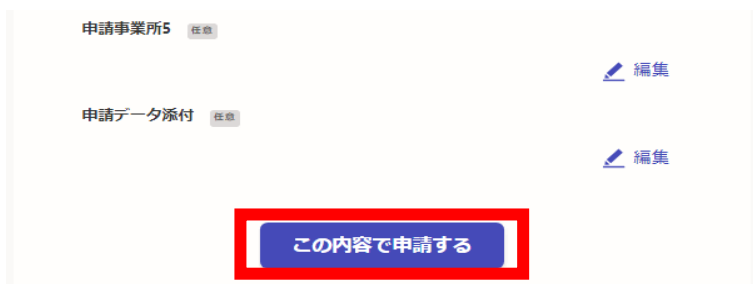 申請事業所5 任意
編集
申請データ添付 任意
編集
この内容で申請する